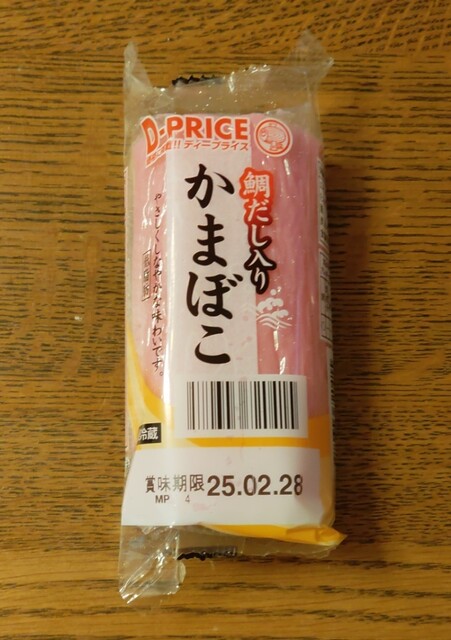 D-PRICE
ディープライス
鯛だし入り
かまぼこ
やさしくしなやかな味わいです。
冷蔵
賞味期限 25.02.28
MP 4